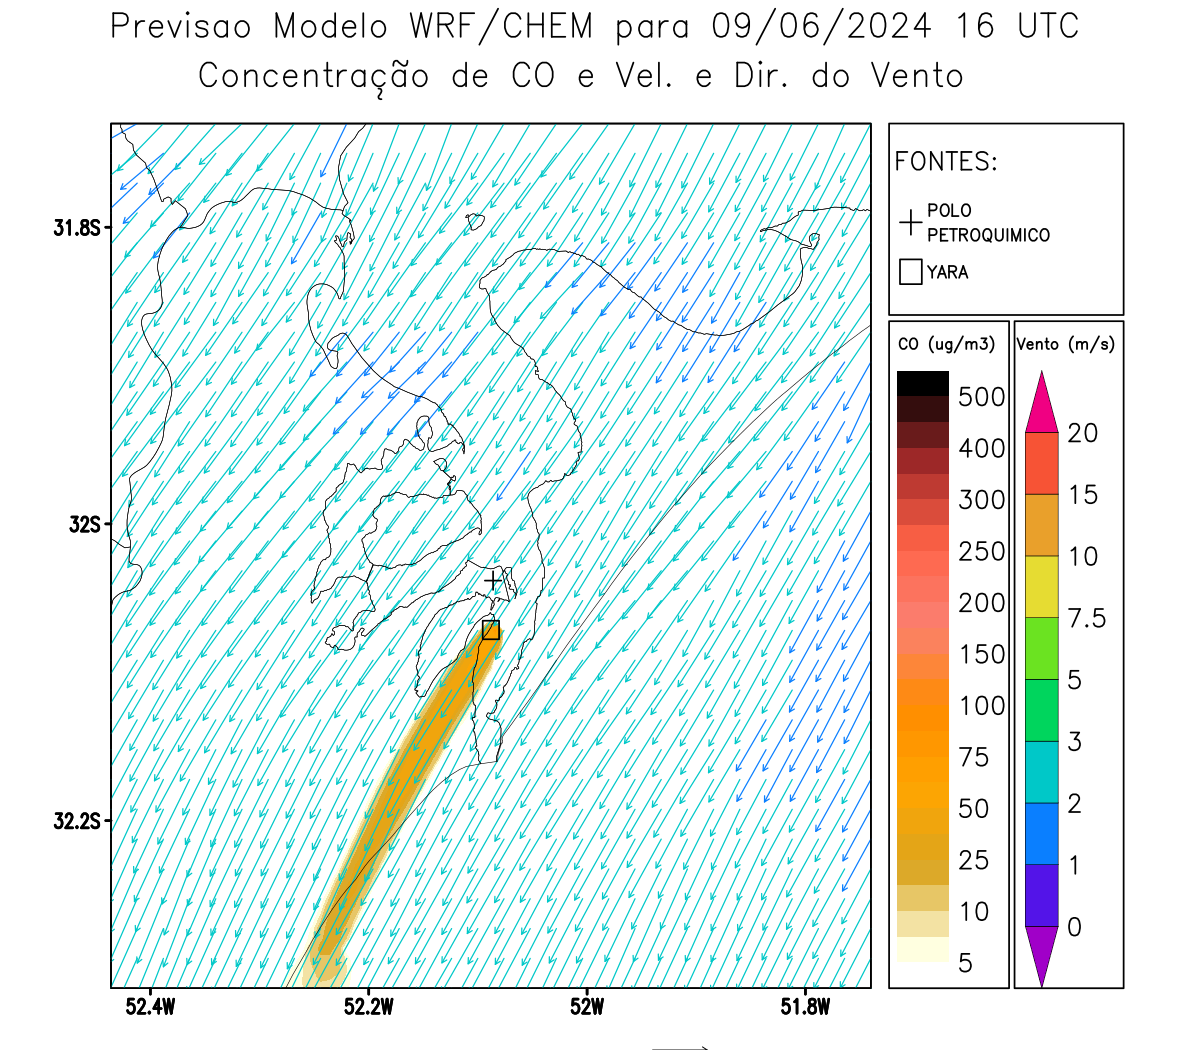 Previsao Modelo WRF/CHEM para 09/06/2024 16 UTC
Concentração de CO e Vel. e Dir. do Vento
FONTES:
POLO
PETROQUIMICO
YARA
CO (ug/m3)
500
400
300
250
200
150
100
75
50
25
10
5
Vento (m/s)
20
15
10
7.5
5
3
2
1
0
31.8S
32S
32.2S
52.4W
52.2W
52W
51.8W